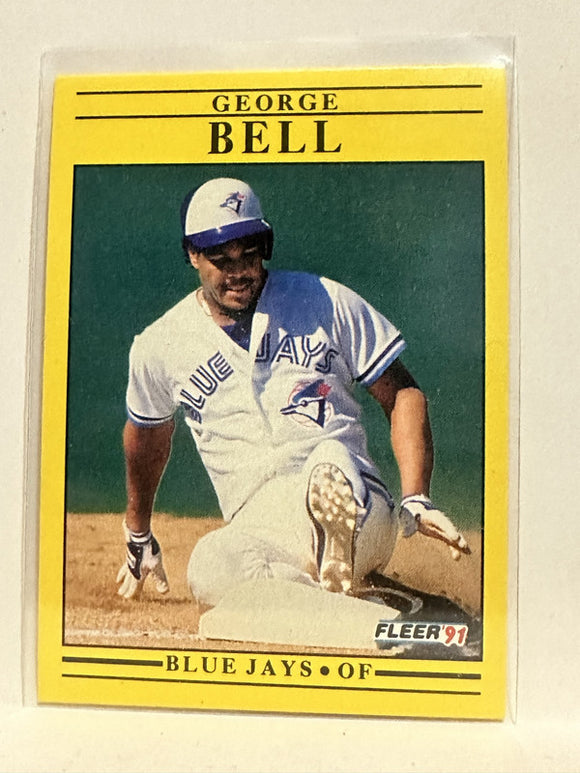 GEORGE
BELL
BLUE JAYS
FLEER'91
BLUE JAYS • OF